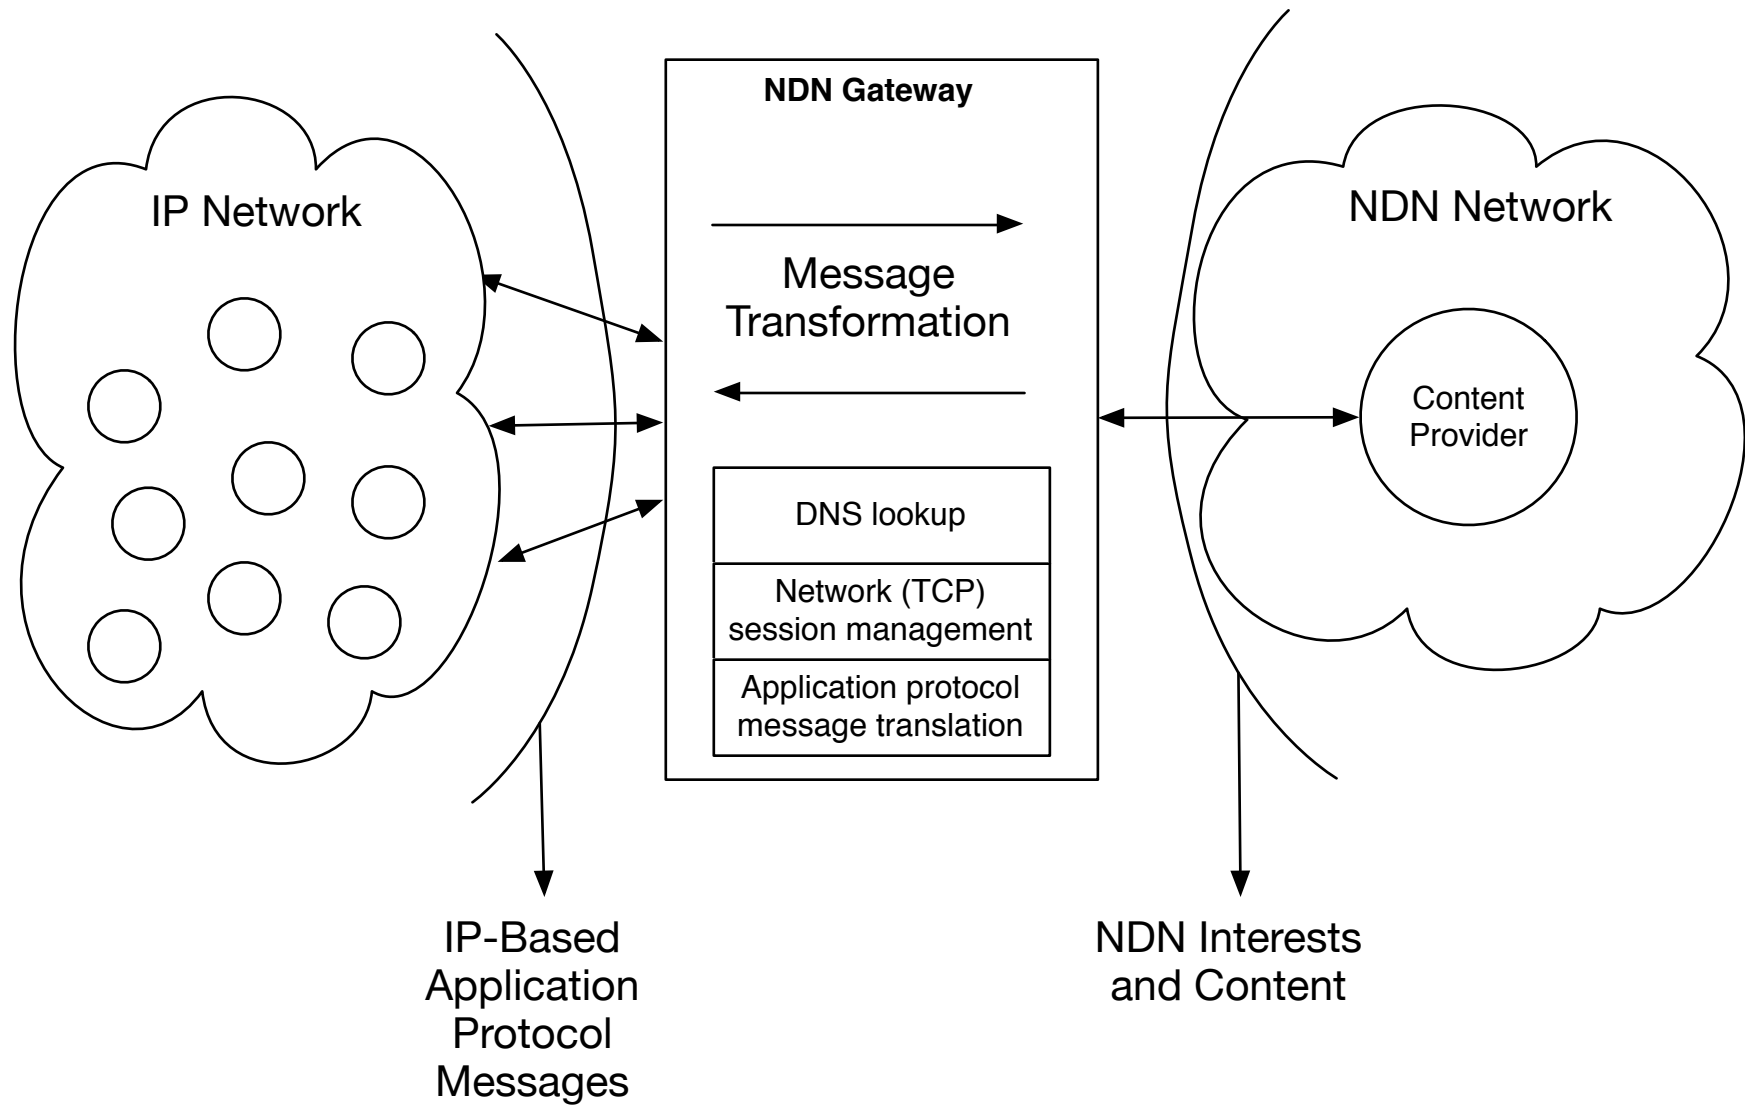 NDN Gateway
IP Network
NDN Network
Message
Transformation
Content
Provider
DNS lookup
Network (TCP)
session management
Application protocol
message translation
IP-Based
Application
Protocol
Messages
NDN Interests
and Content